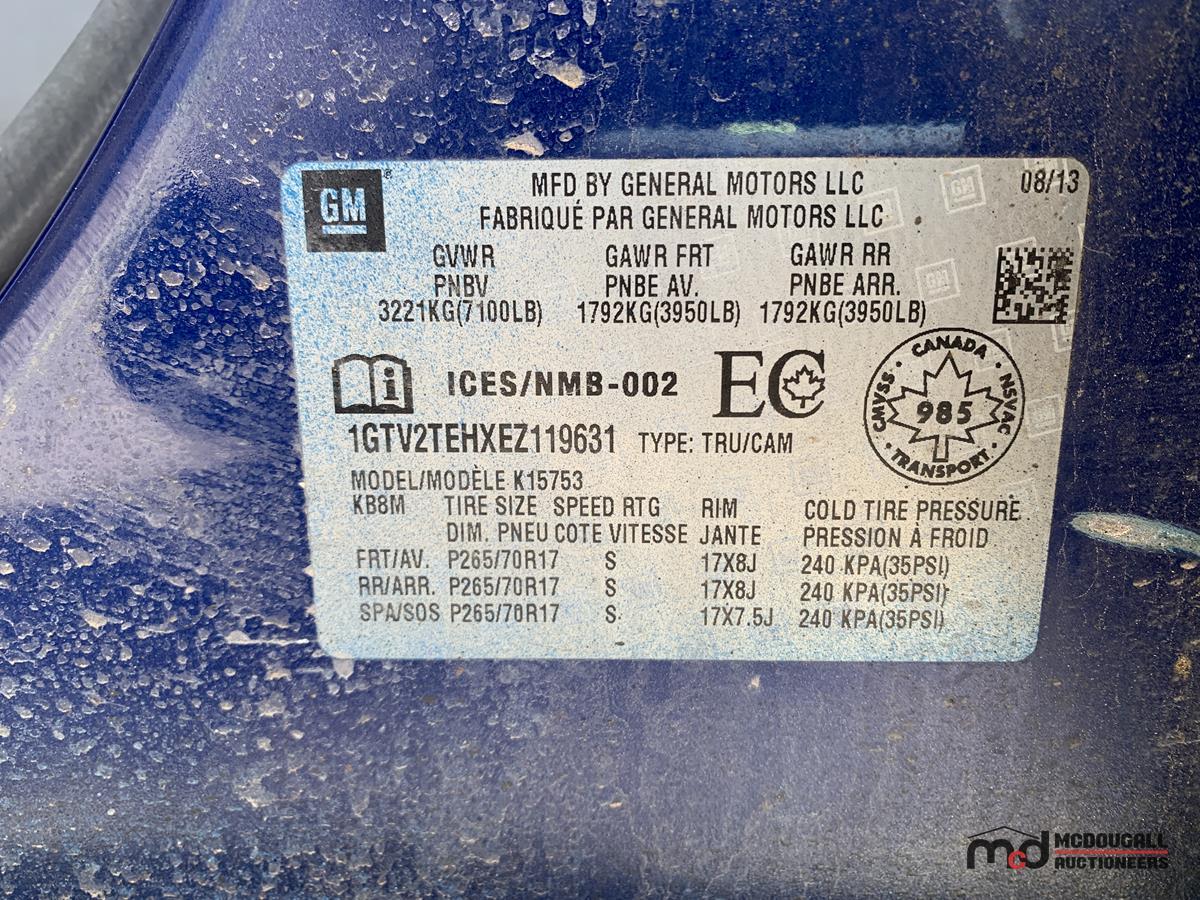 GM ®
MFD BY GENERAL MOTORS LLC 08/13
FABRIQUÉ PAR GENERAL MOTORS LLC
GVWR GAWR FRT GAWR RR
PNBV PNBE AV. PNBE ARR.
3221KG(7100LB) 1792KG(3950LB) 1792KG(3950LB)
i ICES/NMB-002 EC
CANADA
CMVSS 985 NSVAC
TRANSPORT
1GTV2TEHXEZ119631 TYPE: TRU/CAM
MODEL/MODÈLE K15753
KB8M TIRE SIZE SPEED RTG RIM COLD TIRE PRESSURE
DIM. PNEU COTE VITESSE JANTE PRESSION À FROID
FRT/AV. P265/70R17 S 17X8J 240 KPA(35PSI)
RR/ARR. P265/70R17 S 17X8J 240 KPA(35PSI)
SPA/SOS P265/70R17 S 17X7.5J 240 KPA(35PSI)
mcd MCDOUGALL
AUCTIONEERS